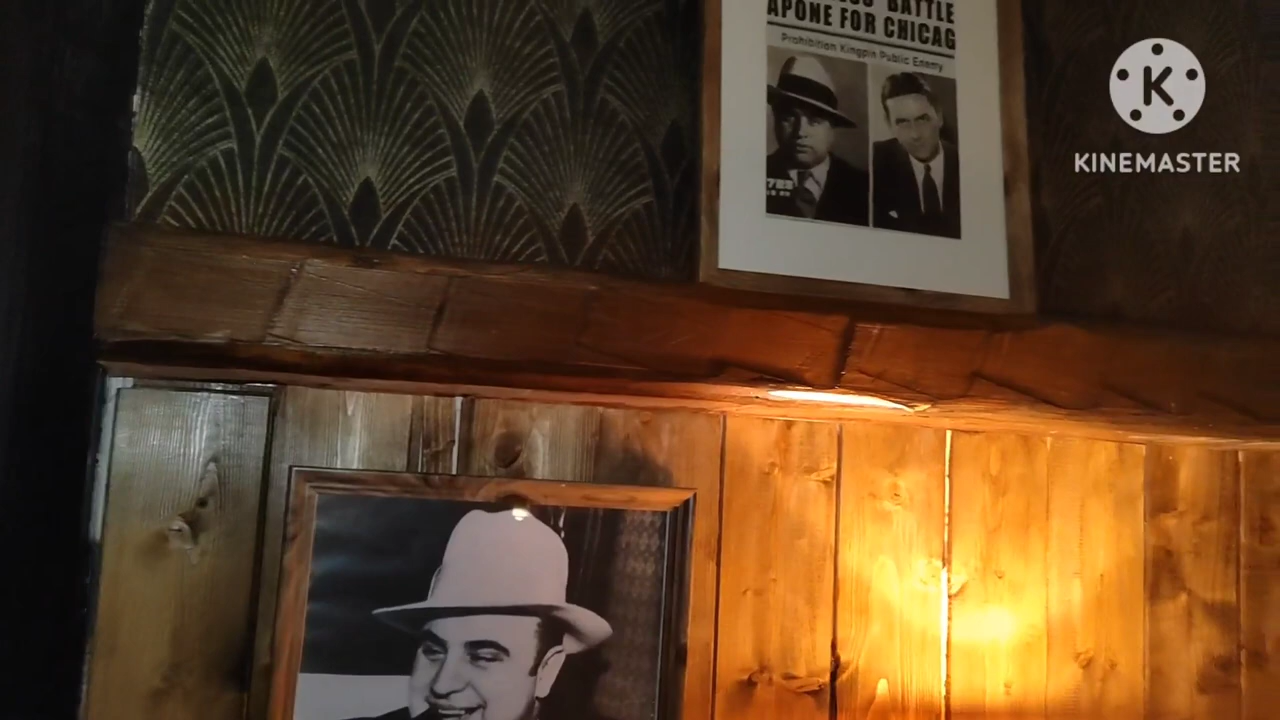 BATTLE
APONE FOR CHICAG
Prohibition Kingpin Public Enemy
K
KINEMASTER